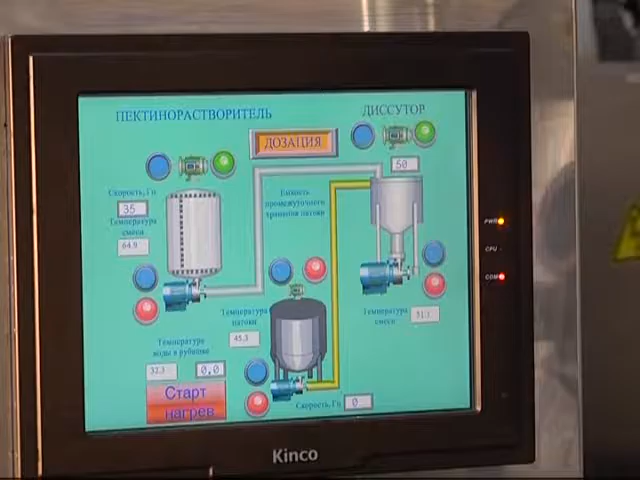 ПЕКТИНОРАСТВОРИТЕЛЬ
ДИССУТОР
ДОЗАЦИЯ
50
Скорость, Гц
35
Температура
смеси
64.9
Емкость
промежуточного
хранения патоки
PWR
CPU
COM
Температура
патоки
45.3
Температура
смеси
51.1
Температура
воды в рубашке
32.3
0.0
Старт
нагрев
Скорость, Гц
0
Kinco